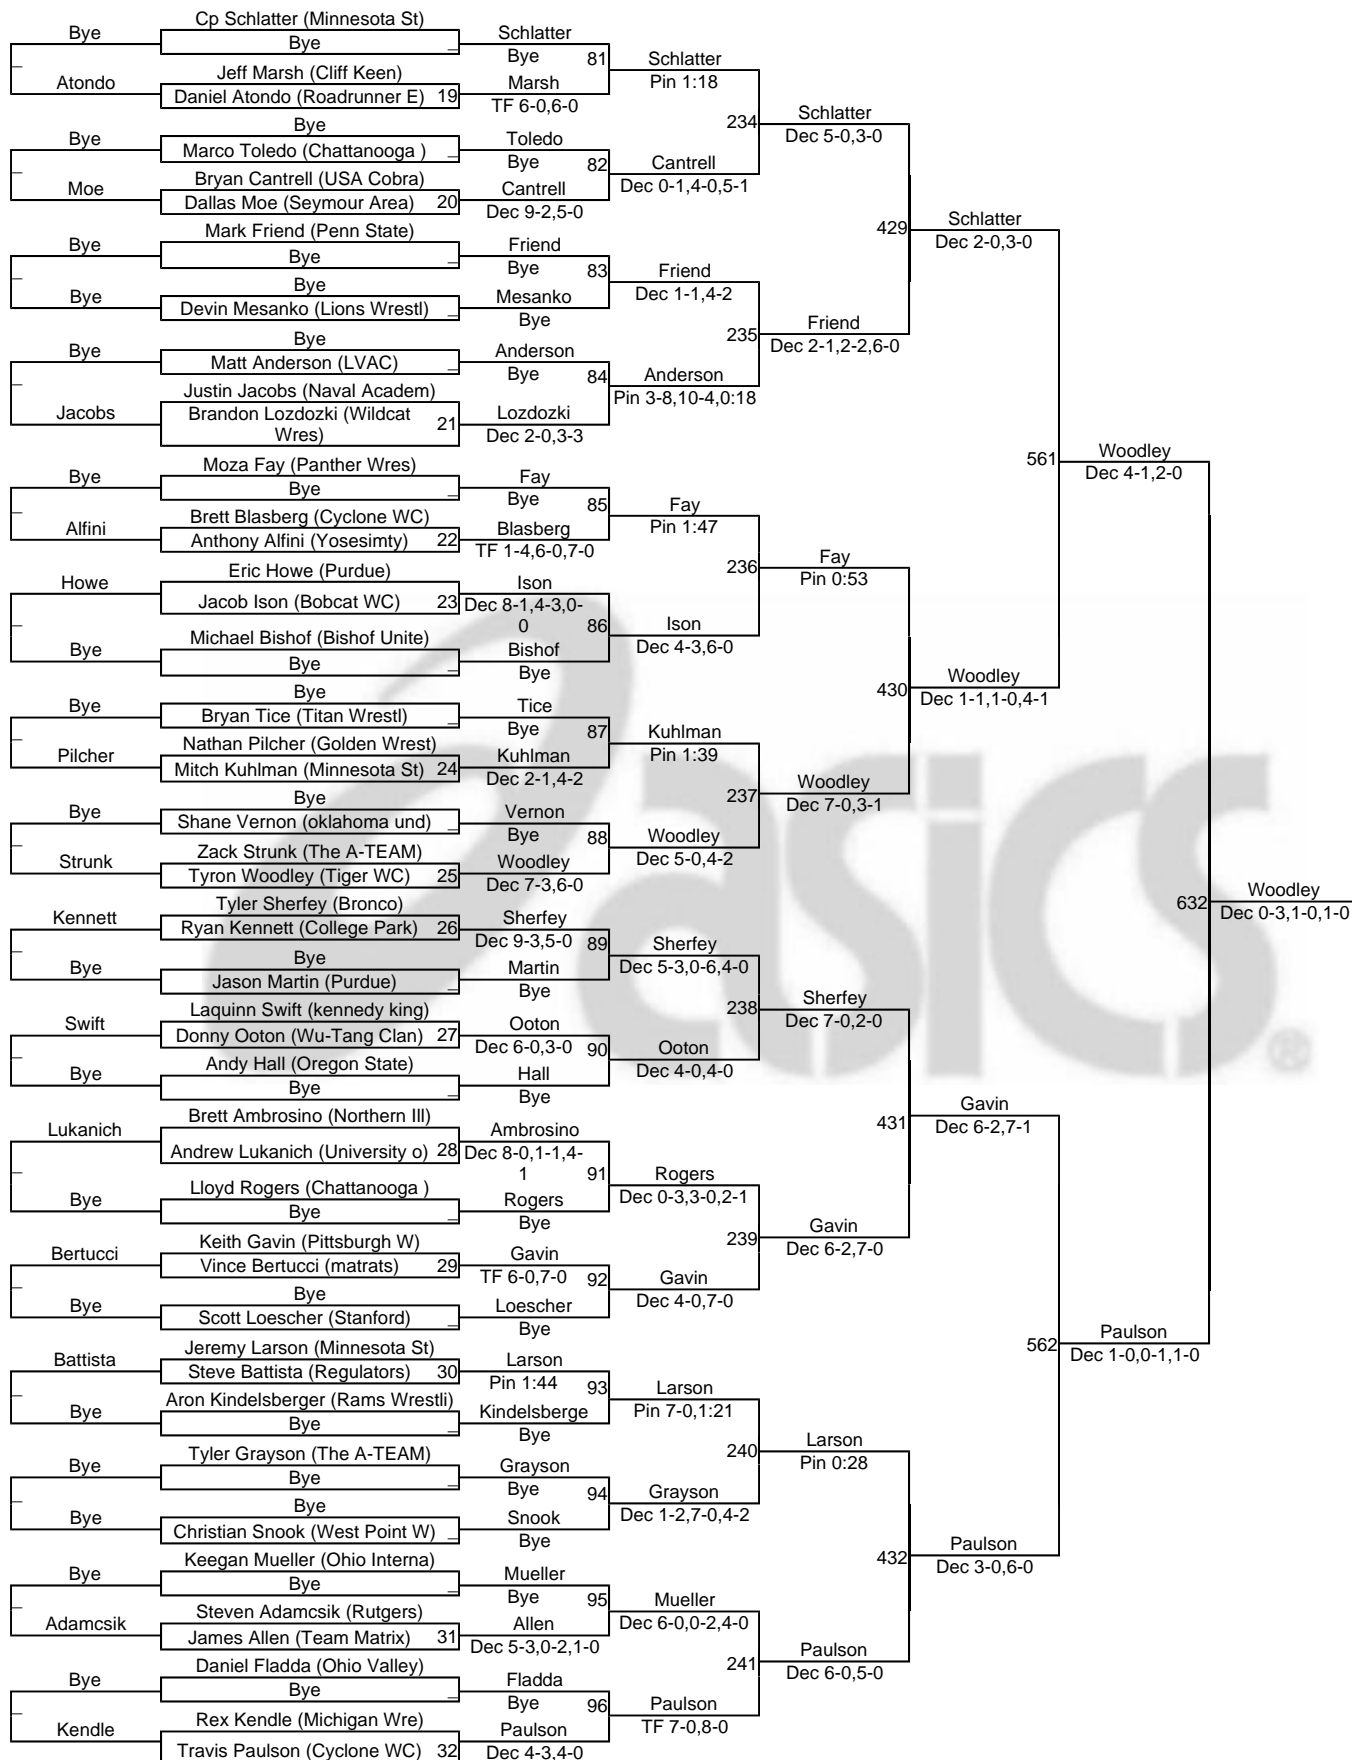 Cp Schlatter (Minnesota St)
Bye
Bye
_
Schlatter
Bye
81
Schlatter
Pin 1:18
_
Jeff Marsh (Cliff Keen)
Atondo
Daniel Atondo (Roadrunner E)
19
Marsh
TF 6-0,6-0
234
Schlatter
Dec 5-0,3-0
Bye
Bye
Marco Toledo (Chattanooga )
_
Toledo
Bye
82
Cantrell
Dec 0-1,4-0,5-1
_
Bryan Cantrell (USA Cobra)
Moe
Dallas Moe (Seymour Area)
20
Cantrell
Dec 9-2,5-0
429
Schlatter
Dec 2-0,3-0
Mark Friend (Penn State)
Bye
Bye
_
Friend
Bye
83
Friend
Dec 1-1,4-2
_
Bye
Bye
Devin Mesanko (Lions Wrestl)
_
Mesanko
Bye
235
Friend
Dec 2-1,2-2,6-0
Bye
Bye
Matt Anderson (LVAC)
_
Anderson
Bye
84
Anderson
Pin 3-8,10-4,0:18
_
Justin Jacobs (Naval Academ)
Jacobs
Brandon Lozdozki (Wildcat
Wres)
21
Lozdozki
Dec 2-0,3-3
561
Woodley
Dec 4-1,2-0
Moza Fay (Panther Wres)
Bye
Bye
_
Fay
Bye
85
Fay
Pin 1:47
_
Brett Blasberg (Cyclone WC)
Alfini
Anthony Alfini (Yosesimty)
22
Blasberg
TF 1-4,6-0,7-0
236
Fay
Pin 0:53
Eric Howe (Purdue)
Howe
Jacob Ison (Bobcat WC)
23
Ison
Dec 8-1,4-3,0-
0
86
Ison
Dec 4-3,6-0
_
Michael Bishof (Bishof Unite)
Bye
Bye
_
Bishof
Bye
430
Woodley
Dec 1-1,1-0,4-1
Bye
Bye
Bryan Tice (Titan Wrestl)
_
Tice
Bye
87
Kuhlman
Pin 1:39
_
Nathan Pilcher (Golden Wrest)
Pilcher
Mitch Kuhlman (Minnesota St)
24
Kuhlman
Dec 2-1,4-2
237
Woodley
Dec 7-0,3-1
Bye
Bye
Shane Vernon (oklahoma und)
_
Vernon
Bye
88
Woodley
Dec 5-0,4-2
_
Zack Strunk (The A-TEAM)
Strunk
Tyron Woodley (Tiger WC)
25
Woodley
Dec 7-3,6-0
632
Woodley
Dec 0-3,1-0,1-0
Tyler Sherfey (Bronco)
Kennett
Ryan Kennett (College Park)
26
Sherfey
Dec 9-3,5-0
89
Sherfey
Dec 5-3,0-6,4-0
_
Bye
Bye
Jason Martin (Purdue)
_
Martin
Bye
238
Sherfey
Dec 7-0,2-0
Laquinn Swift (kennedy king)
Swift
Donny Ooton (Wu-Tang Clan)
27
Ooton
Dec 6-0,3-0
90
Ooton
Dec 4-0,4-0
_
Andy Hall (Oregon State)
Bye
Bye
_
Hall
Bye
431
Gavin
Dec 6-2,7-1
Brett Ambrosino (Northern Ill)
Lukanich
Andrew Lukanich (University o)
28
Ambrosino
Dec 8-0,1-1,4-
1
91
Rogers
Dec 0-3,3-0,2-1
_
Lloyd Rogers (Chattanooga )
Bye
Bye
_
Rogers
Bye
239
Gavin
Dec 6-2,7-0
Keith Gavin (Pittsburgh W)
Bertucci
Vince Bertucci (matrats)
29
Gavin
TF 6-0,7-0
92
Gavin
Dec 4-0,7-0
_
Bye
Bye
Scott Loescher (Stanford)
_
Loescher
Bye
562
Paulson
Dec 1-0,0-1,1-0
Jeremy Larson (Minnesota St)
Battista
Steve Battista (Regulators)
30
Larson
Pin 1:44
93
Larson
Pin 7-0,1:21
_
Aron Kindelsberger (Rams Wrestli)
Bye
Bye
_
Kindelsberge
Bye
240
Larson
Pin 0:28
Tyler Grayson (The A-TEAM)
Bye
Bye
_
Grayson
Bye
94
Grayson
Dec 1-2,7-0,4-2
_
Bye
Bye
Christian Snook (West Point W)
_
Snook
Bye
432
Paulson
Dec 3-0,6-0
Keegan Mueller (Ohio Interna)
Bye
Bye
_
Mueller
Bye
95
Mueller
Dec 6-0,0-2,4-0
_
Steven Adamcsik (Rutgers)
Adamcsik
James Allen (Team Matrix)
31
Allen
Dec 5-3,0-2,1-0
241
Paulson
Dec 6-0,5-0
Daniel Fladda (Ohio Valley)
Bye
Bye
_
Fladda
Bye
96
Paulson
TF 7-0,8-0
_
Rex Kendle (Michigan Wre)
Kendle
Travis Paulson (Cyclone WC)
32
Paulson
Dec 4-3,4-0
asics®